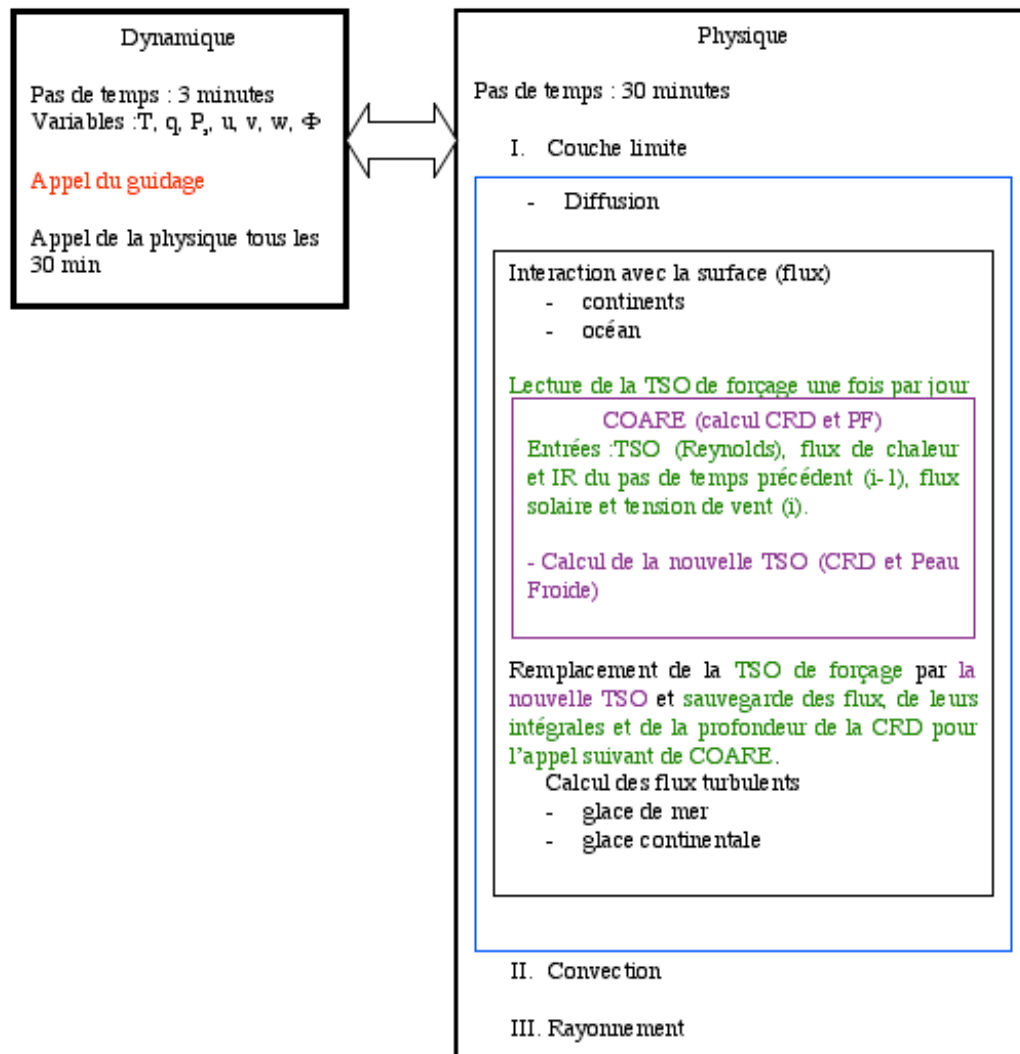 Dynamique
Pas de temps : 3 minutes
Variables :T, q, Ps, u, v, w, Φ
Appel du guidage
Appel de la physique tous les
30 min
Physique
Pas de temps : 30 minutes
I. Couche limite
- Diffusion
Interaction avec la surface (flux)
- continents
- océan
Lecture de la TSO de forçage une fois par jour
COARE (calcul CRD et PF)
Entrées :TSO (Reynolds), flux de chaleur
et IR du pas de temps précédent (i-1), flux
solaire et tension de vent (i).
- Calcul de la nouvelle TSO (CRD et Peau
Froide)
Remplacement de la TSO de forçage par la
nouvelle TSO et sauvegarde des flux, de leurs
intégrales et de la profondeur de la CRD pour
l’appel suivant de COARE.
Calcul des flux turbulents
- glace de mer
- glace continentale
II. Convection
III. Rayonnement